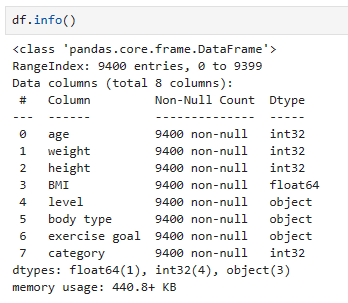 df.info()
<class 'pandas.core.frame.DataFrame'>
RangeIndex: 9400 entries, 0 to 9399
Data columns (total 8 columns):
 #   Column         Non-Null Count  Dtype
---  ------         --------------  -----
 0   age            9400 non-null   int32
 1   weight         9400 non-null   int32
 2   height         9400 non-null   int32
 3   BMI            9400 non-null   float64
 4   level          9400 non-null   object
 5   body type      9400 non-null   object
 6   exercise goal  9400 non-null   object
 7   category       9400 non-null   int32
dtypes: float64(1), int32(4), object(3)
memory usage: 440.8+ KB